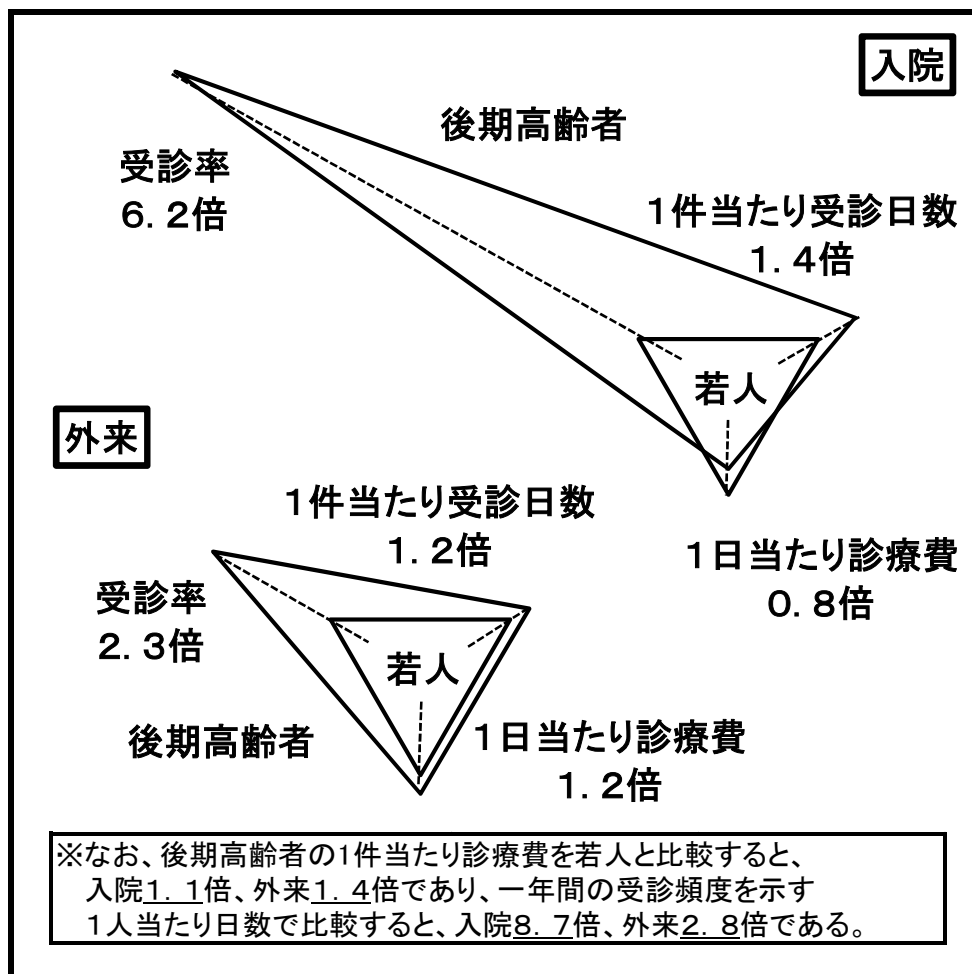 入院
後期高齢者
受診率
６．２倍
１件当たり受診日数
１．４倍
若人
１日当たり診療費
０．８倍
外来
１件当たり受診日数
１．２倍
受診率
２．３倍
若人
後期高齢者
１日当たり診療費
１．２倍
※なお、後期高齢者の1件当たり診療費を若人と比較すると、
入院１．１倍、外来１．４倍であり、一年間の受診頻度を示す
１人当たり日数で比較すると、入院８．７倍、外来２．８倍である。